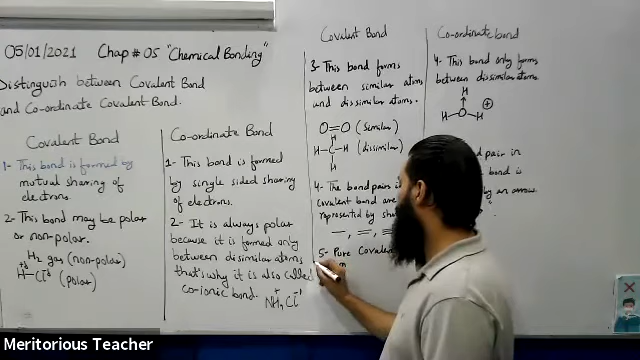 05/01/2021 Chap # 05 "Chemical Bonding"
Distinguish between Covalent Bond
and Co-ordinate Covalent Bond.
Covalent Bond
1- This bond is formed by
mutual sharing of
electrons.
2- This bond may be polar
or non-polar.
H₂ gas (non-polar)
H–Cl (polar)
Co-ordinate Bond
1- This bond is formed
by single sided sharing
of electrons.
2- It is always polar
because it is formed only
between dissimilar atoms
that's why it is also called
co-ionic bond.
NH₄⁺Cl⁻¹
Covalent Bond
3- This bond forms
between similar atom
and dissimilar atoms.
O=O (Similar)
H
H–C–H (dissimilar)
H
4- The bond pairs
covalent bond are
represented by
—, =, ≡
5- Pure Covalent
Co-ordinate bond
4- This bond only forms
between dissimilar atoms.
H
H–O–H ⊕
pair in
bond is
by an arrow.
Meritorious Teacher